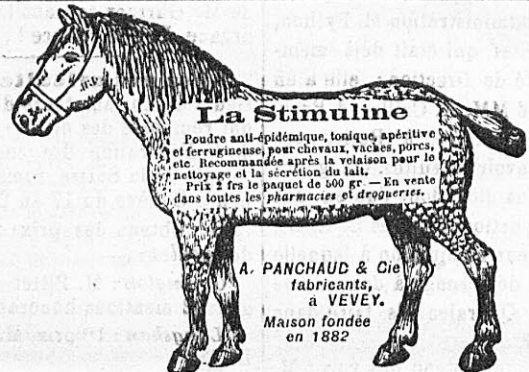 La Stimuline
Poudre anti-épidémique, tonique, apéritive
et ferrugineuse, pour chevaux, vaches, porcs,
etc. Recommandée après la velaison pour le
nettoyage et la sécrétion du lait.
Prix 2 frs le paquet de 500 gr. — En vente
dans toutes les pharmacies et drogueries.
A. PANCHAUD & Cie
fabricants,
à VEVEY.
Maison fondée
en 1882